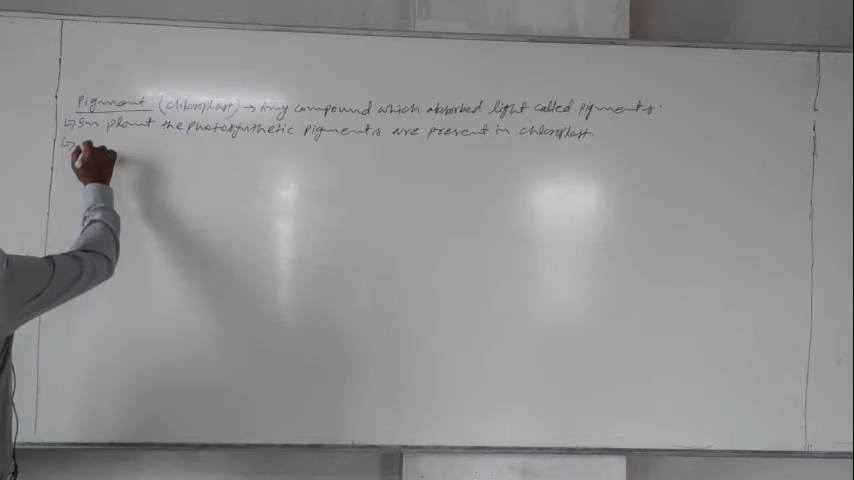 Pigment (chloroplast) → Any compound which absorbed light called pigments.
↳ In plant the photosynthetic pigments are present in chloroplast.
↳